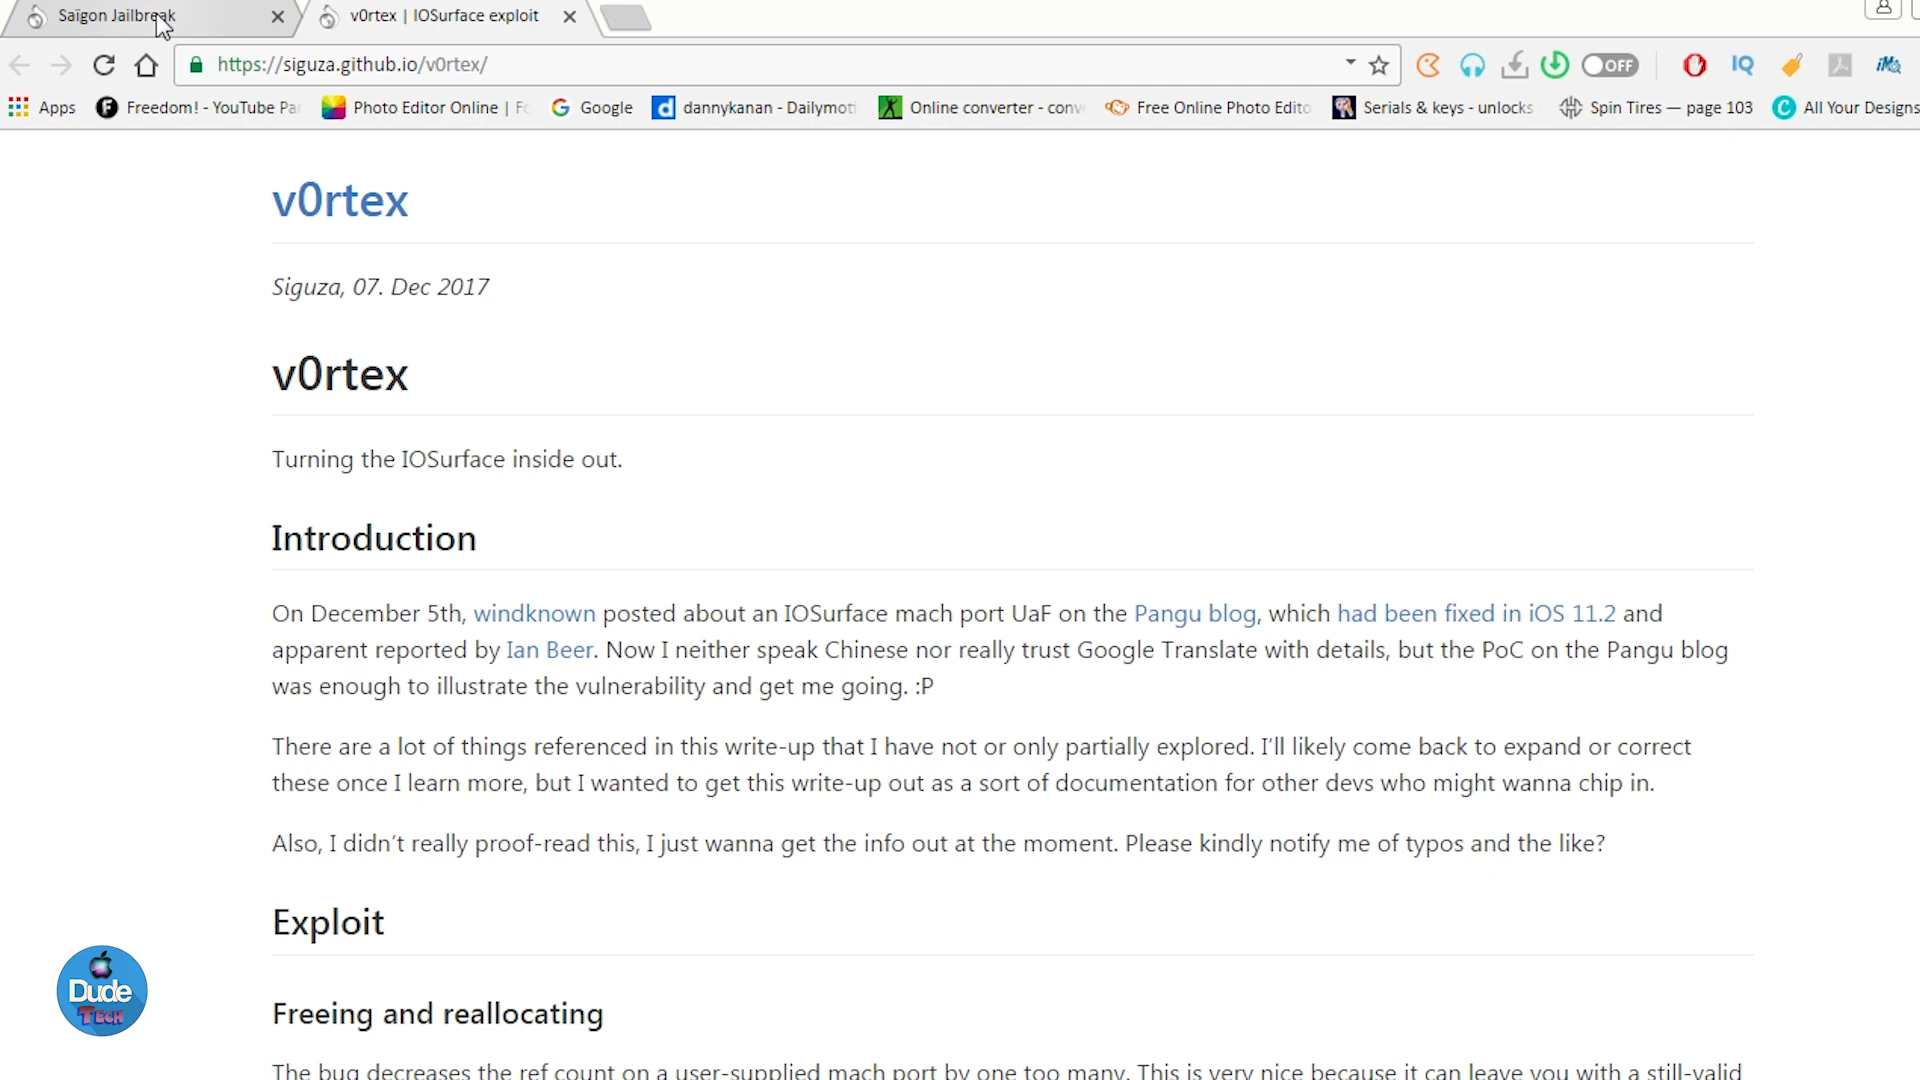 Saïgon Jailbreak
v0rtex | IOSurface exploit
https://siguza.github.io/v0rtex/
OFF
IQ
Apps
Freedom! - YouTube Par
Photo Editor Online | Fo
Google
dannykanan - Dailymoti
Online converter - conv
Free Online Photo Edito
Serials & keys - unlocks
Spin Tires — page 103
All Your Designs
v0rtex
Siguza, 07. Dec 2017
v0rtex
Turning the IOSurface inside out.
Introduction
On December 5th, windknown posted about an IOSurface mach port UaF on the Pangu blog, which had been fixed in iOS 11.2 and
apparent reported by Ian Beer. Now I neither speak Chinese nor really trust Google Translate with details, but the PoC on the Pangu blog
was enough to illustrate the vulnerability and get me going. :P
There are a lot of things referenced in this write-up that I have not or only partially explored. I’ll likely come back to expand or correct
these once I learn more, but I wanted to get this write-up out as a sort of documentation for other devs who might wanna chip in.
Also, I didn’t really proof-read this, I just wanna get the info out at the moment. Please kindly notify me of typos and the like?
Exploit
Dude
TECH
Freeing and reallocating
The bug decreases the ref count on a user-supplied mach port by one too many. This is very nice because it can leave you with a still-valid